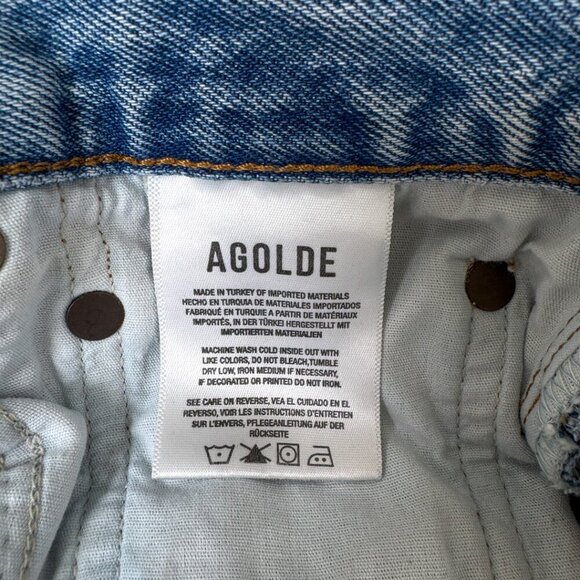 AGOLDE
MADE IN TURKEY OF IMPORTED MATERIALS
HECHO EN TURQUIA DE MATERIALES IMPORTADOS
FABRIQUÉ EN TURQUIE A PARTIR DE MATÉRIAUX
IMPORTÉS, IN DER TÜRKEI HERGESTELLT MIT
IMPORTIERTEN MATERIALIEN
MACHINE WASH COLD INSIDE OUT WITH
LIKE COLORS, DO NOT BLEACH,TUMBLE
DRY LOW, IRON MEDIUM IF NECESSARY,
IF DECORATED OR PRINTED DO NOT IRON.
SEE CARE ON REVERSE, VEA EL CUIDADO EN EL
REVERSO, VOIR LES INSTRUCTIONS D'ENTRETIEN
SUR L'ENVERS, PFLEGEANLEITUNG AUF DER
RÜCKSEITE